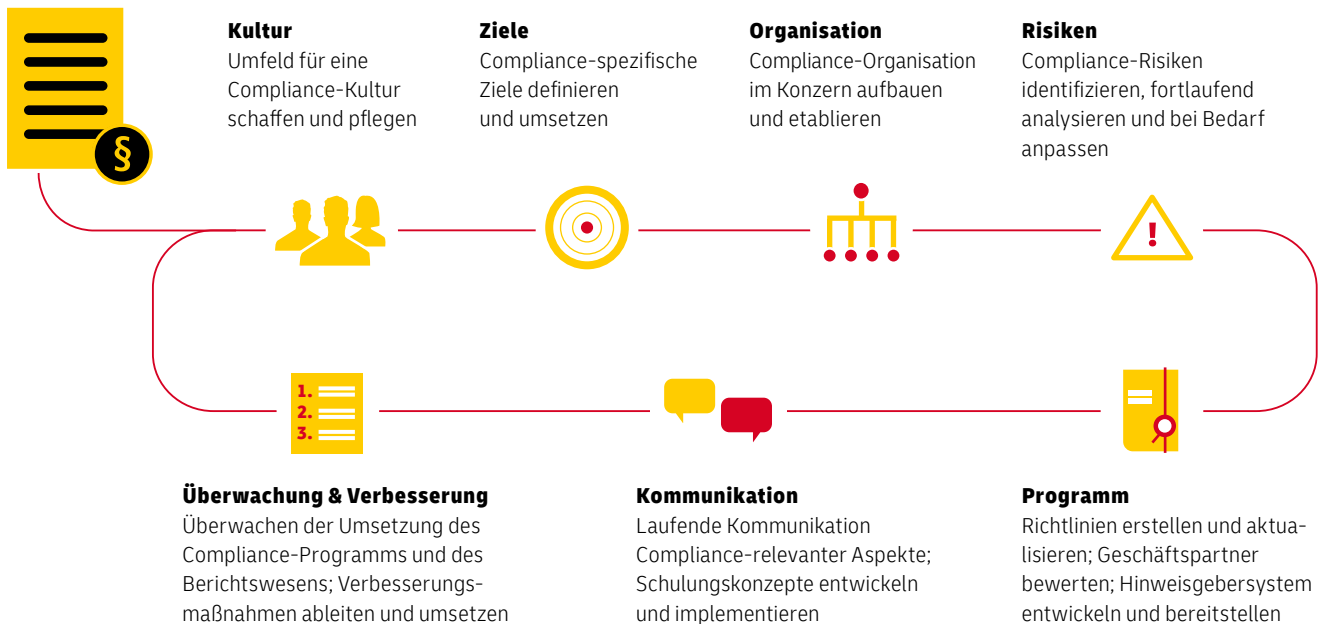 §
Kultur
Umfeld für eine
Compliance-Kultur
schaffen und pflegen
Ziele
Compliance-spezifische
Ziele definieren
und umsetzen
Organisation
Compliance-Organisation
im Konzern aufbauen
und etablieren
Risiken
Compliance-Risiken
identifizieren, fortlaufend
analysieren und bei Bedarf
anpassen
!
1.
2.
3.
Überwachung & Verbesserung
Überwachen der Umsetzung des
Compliance-Programms und des
Berichtswesens; Verbesserungs-
maßnahmen ableiten und umsetzen
Kommunikation
Laufende Kommunikation
Compliance-relevanter Aspekte;
Schulungskonzepte entwickeln
und implementieren
Programm
Richtlinien erstellen und aktua-
lisieren; Geschäftspartner
bewerten; Hinweisgebersystem
entwickeln und bereitstellen